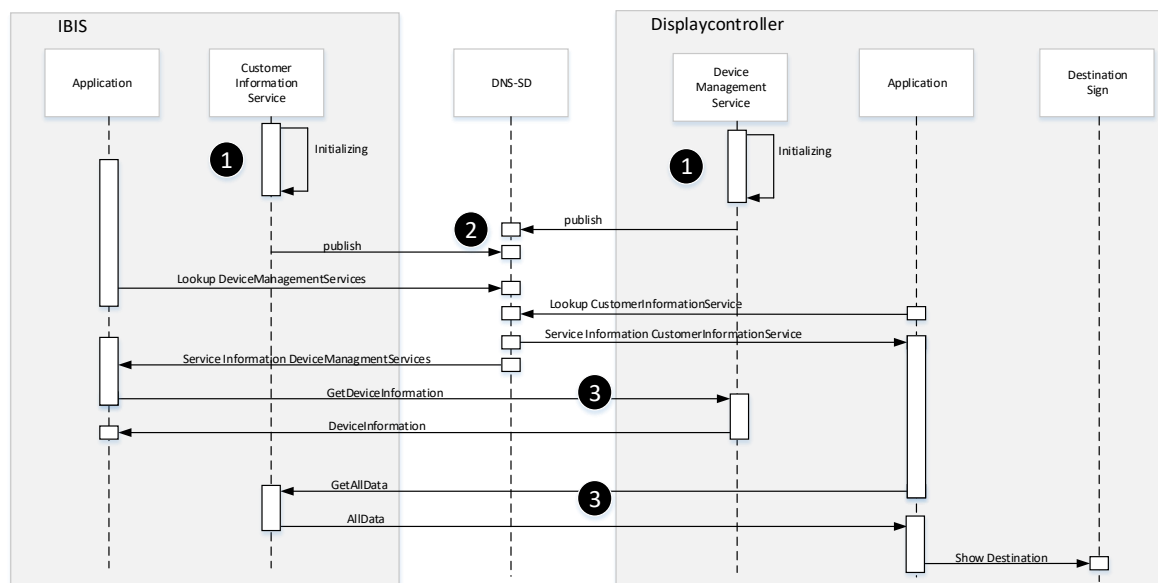 IBIS
Displaycontroller
Application
Customer
Information
Service
DNS-SD
Device
Management
Service
Application
Destination
Sign
1
Initializing
1
Initializing
2
publish
publish
Lookup DeviceManagementServices
Lookup CustomerInformationService
Service Information CustomerInformationService
Service Information DeviceManagmentServices
GetDeviceInformation
3
DeviceInformation
GetAllData
3
AllData
Show Destination